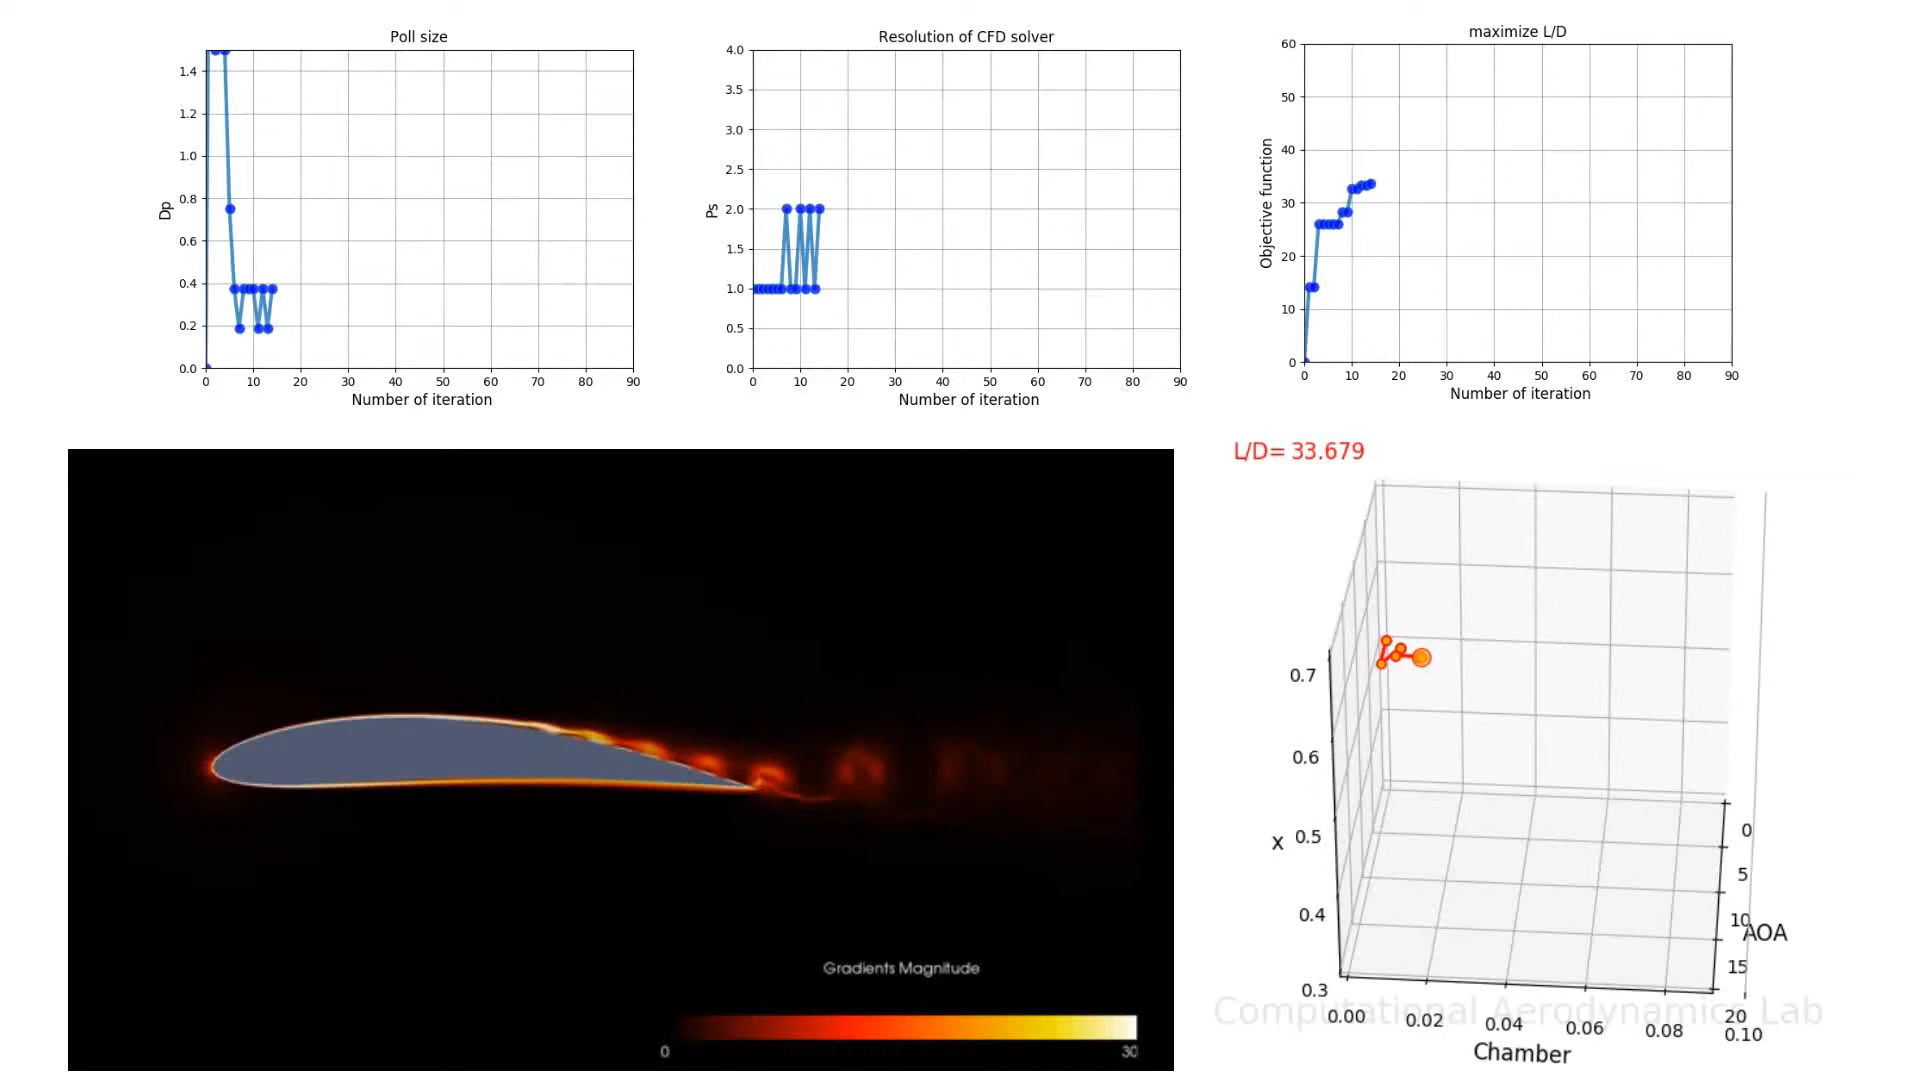 Poll size
1.4
1.2
1.0
0.8
0.6
0.4
0.2
0.0
Dp
0 10 20 30 40 50 60 70 80 90
Number of iteration
Resolution of CFD solver
4.0
3.5
3.0
2.5
2.0
1.5
1.0
0.5
0.0
Ps
0 10 20 30 40 50 60 70 80 90
Number of iteration
maximize L/D
60
50
40
30
20
10
0
Objective function
0 10 20 30 40 50 60 70 80 90
Number of iteration
Gradients Magnitude
0 30
L/D= 33.679
0.7
0.6
0.5
0.4
0.3
X
0
5
10
15
20
AOA
0.00 0.02 0.04 0.06 0.08 0.10
Chamber
Computational Aerodynamics Lab